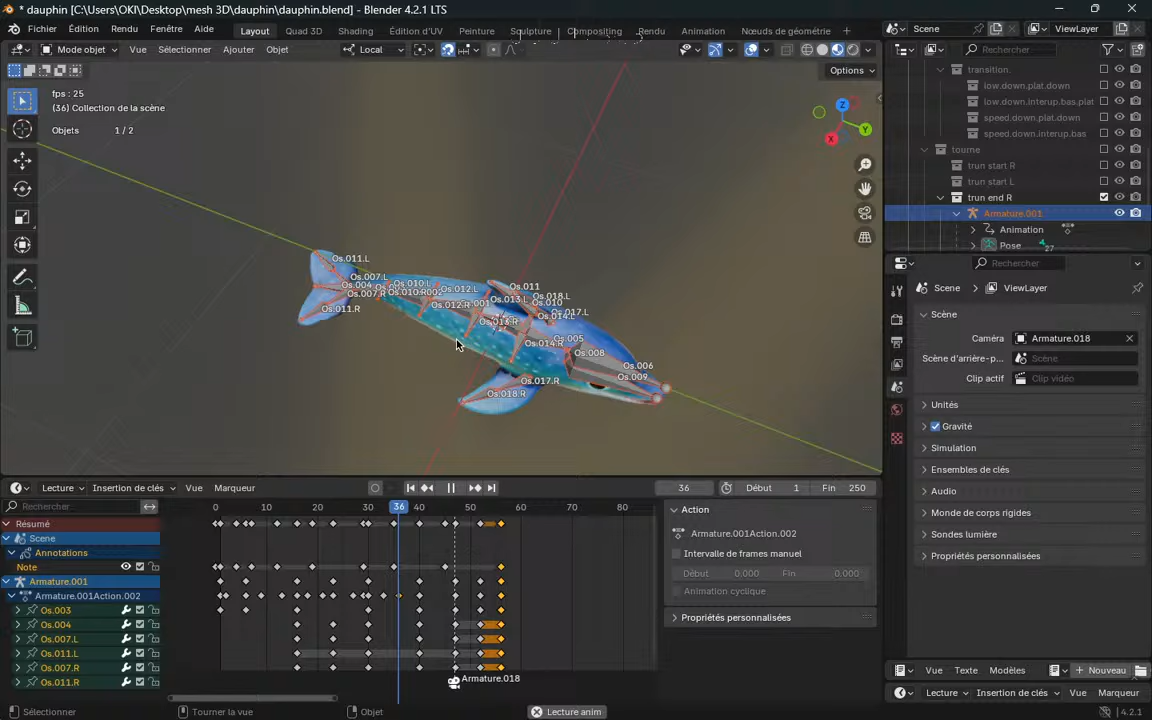 * dauphin [C:\Users\OKI\Desktop\mesh 3D\dauphin\dauphin.blend] - Blender 4.2.1 LTS
Fichier Édition Rendu Fenêtre Aide Layout Quad 3D Shading Édition d'UV Peinture Sculpture Compositing Rendu Animation Nœuds de géométrie + Scene ViewLayer
Mode objet Vue Sélectionner Ajouter Objet Local
Rechercher
Options
fps : 25
(36) Collection de la scène
Objets 1 / 2
Z
Y
X
transition.
low.down.plat.down
low.down.interup.bas.plat
speed.down.plat.down
speed.down.interup.bas
tourne
trun start R
trun start L
trun end R
Armature.001
Animation
Pose 27
Os.011.L
Os.007.L
Os.004
Os.007.R
Os.011.R
Os.010.L
Os.012.L
Os.012.R
Os.011
Os.013.L
Os.018.L
Os.010
Os.017.L
Os.014.L
Os.014.R
Os.005
Os.008
Os.006
Os.009
Os.017.R
Os.018.R
Rechercher
Scene > ViewLayer
Scène
Caméra Armature.018
Scène d'arrière-p... Scène
Clip actif Clip vidéo
Unités
Gravité
Simulation
Ensembles de clés
Audio
Monde de corps rigides
Sondes lumière
Propriétés personnalisées
Lecture Insertion de clés Vue Marqueur 36 Début 1 Fin 250
Rechercher 0 10 20 30 36 40 50 60 70 80
Résumé
Scene
Annotations
Note
Armature.001
Armature.001Action.002
Os.003
Os.004
Os.007.L
Os.011.L
Os.007.R
Os.011.R
Armature.018
Action
Armature.001Action.002
Intervalle de frames manuel
Début 0.000 Fin 0.000
Animation cyclique
Propriétés personnalisées
Vue Texte Modèles + Nouveau
Lecture Insertion de clés Vue Marqueur
Sélectionner Tourner la vue Objet Lecture anim 4.2.1